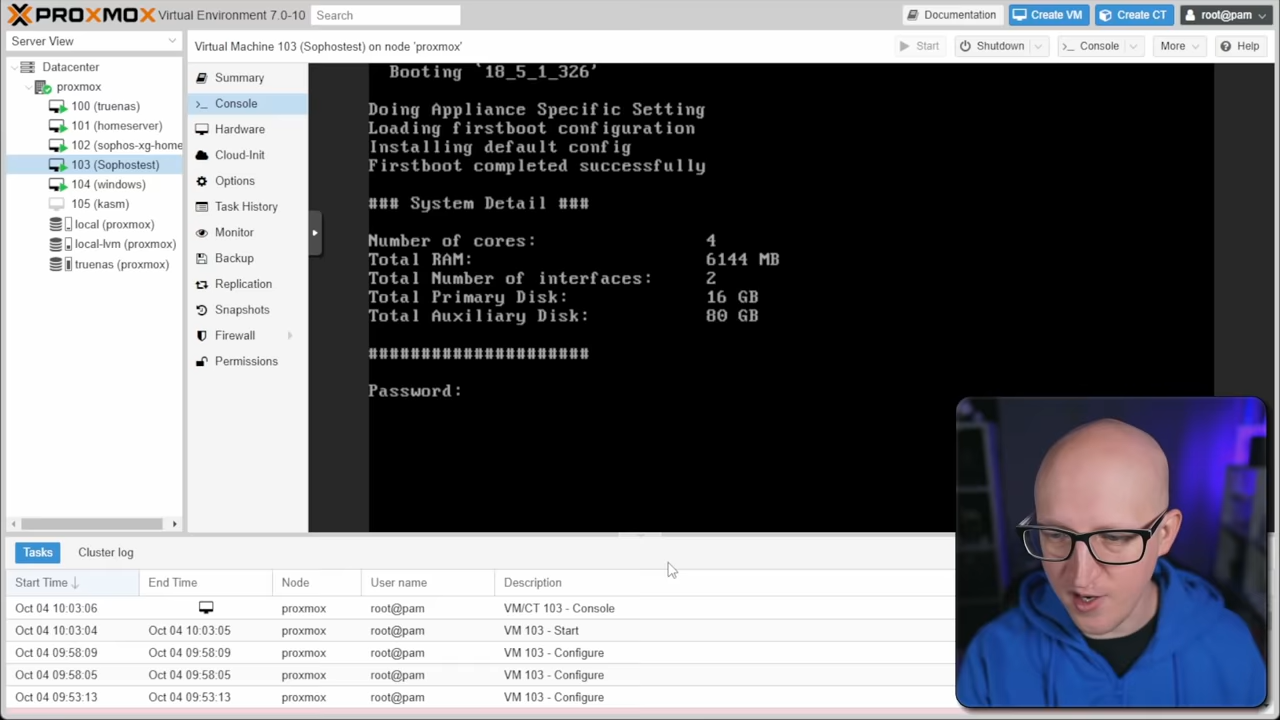 PROXMOX Virtual Environment 7.0-10
Search
Documentation
Create VM
Create CT
root@pam
Server View
Virtual Machine 103 (Sophostest) on node 'proxmox'
Start
Shutdown
Console
More
Help
Datacenter
proxmox
100 (truenas)
101 (homeserver)
102 (sophos-xg-home
103 (Sophostest)
104 (windows)
105 (kasm)
local (proxmox)
local-lvm (proxmox)
truenas (proxmox)
Summary
Console
Hardware
Cloud-Init
Options
Task History
Monitor
Backup
Replication
Snapshots
Firewall
Permissions
Booting `18_5_1_326'
Doing Appliance Specific Setting
Loading firstboot configuration
Installing default config
Firstboot completed successfully
### System Detail ###
Number of cores: 4
Total RAM: 6144 MB
Total Number of interfaces: 2
Total Primary Disk: 16 GB
Total Auxiliary Disk: 80 GB
#####################
Password:
Tasks
Cluster log
Start Time End Time Node User name Description
Oct 04 10:03:06 proxmox root@pam VM/CT 103 - Console
Oct 04 10:03:04 Oct 04 10:03:05 proxmox root@pam VM 103 - Start
Oct 04 09:58:09 Oct 04 09:58:09 proxmox root@pam VM 103 - Configure
Oct 04 09:58:05 Oct 04 09:58:05 proxmox root@pam VM 103 - Configure
Oct 04 09:53:13 Oct 04 09:53:13 proxmox root@pam VM 103 - Configure